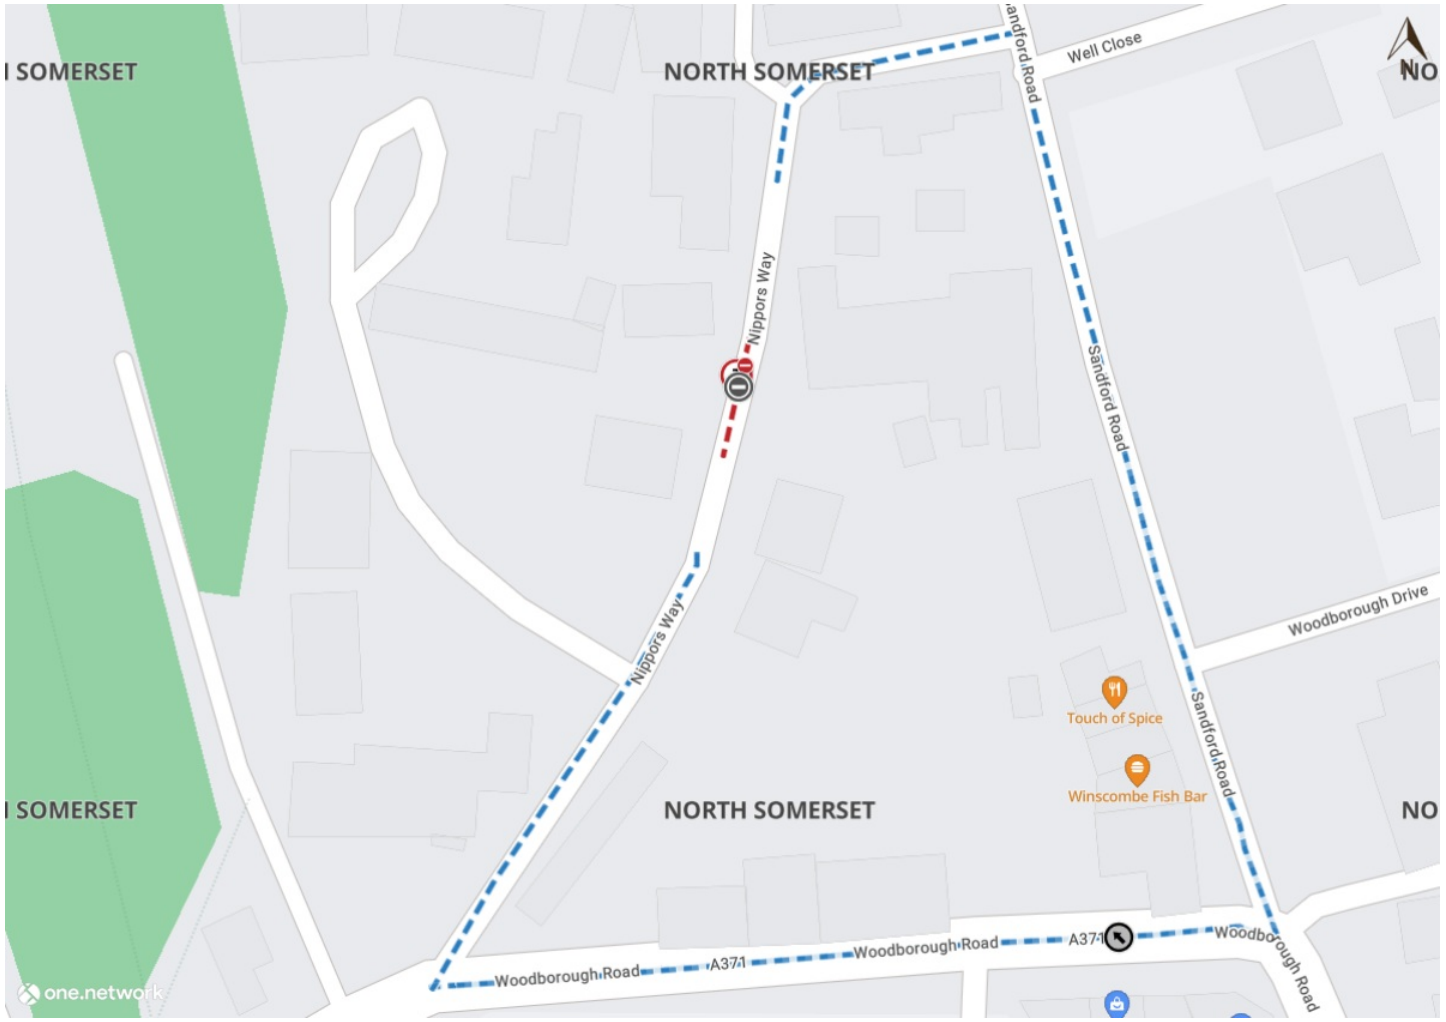 Sandford Road
Well Close
N
SOMERSET
NORTH SOMERSET
NO
Nippors Way
Sandford Road
Woodborough Drive
Nippors Way
Touch of Spice
Sandford Road
Winscombe Fish Bar
SOMERSET
NORTH SOMERSET
NO
Woodborough Road
A371
Woodborough Road
A371
Woodborough Road
one.network